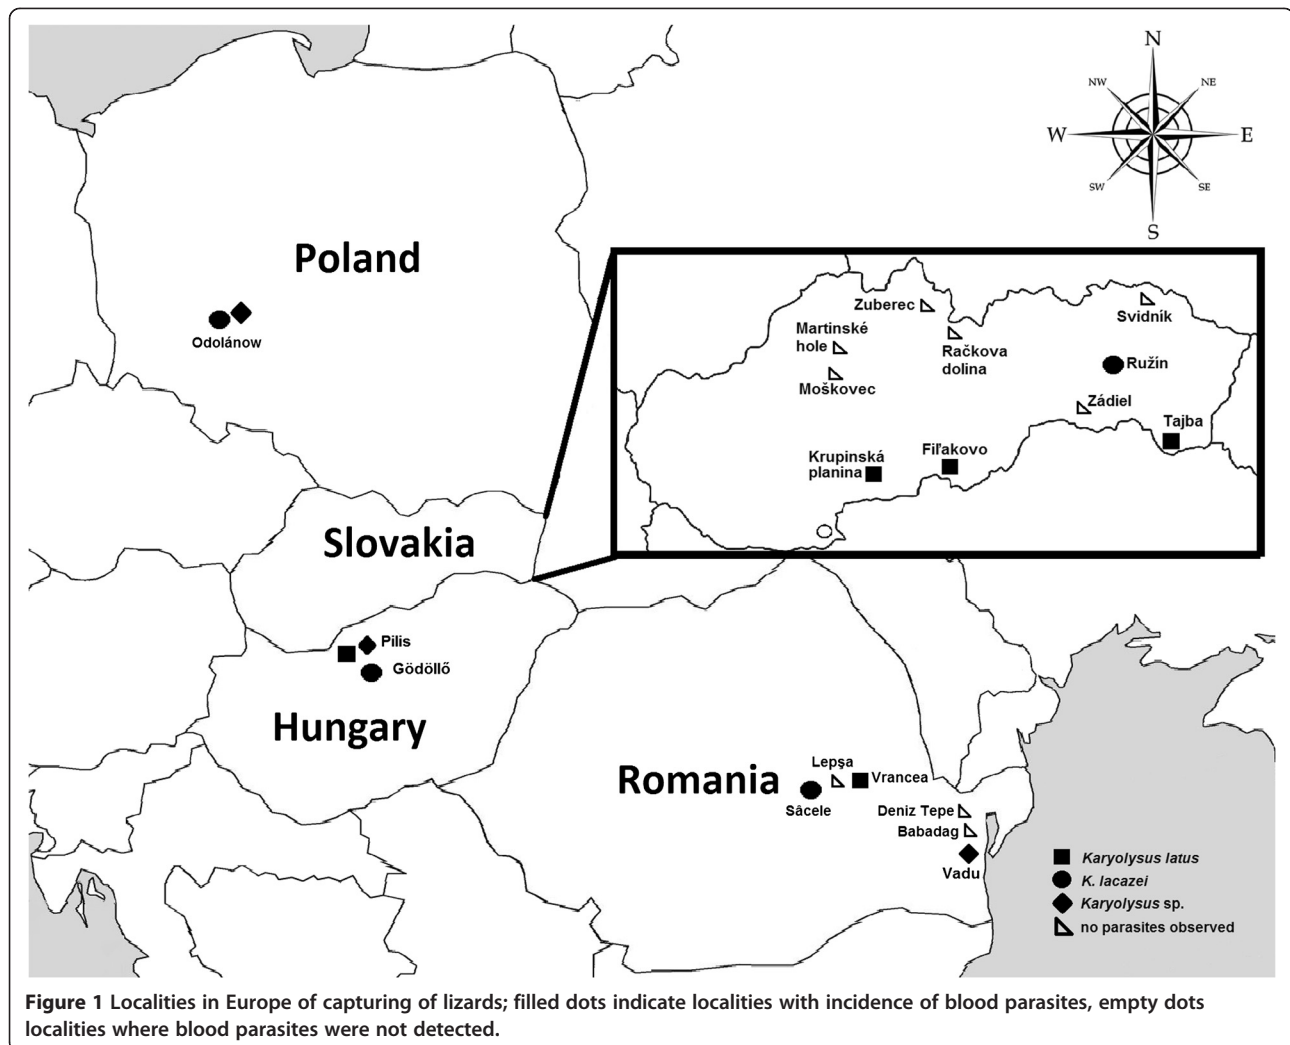 N
NW
NE
W
E
SW
SE
S
Poland
Odolánow
Zuberec
Svidník
Martinské
hole
Račkova
dolina
Moškovec
Ružín
Zádiel
Tajba
Krupinská
planina
Fiľakovo
Slovakia
Pilis
Gödöllő
Hungary
Romania
Lepşa
Vrancea
Sâcele
Deniz Tepe
Babadag
Vadu
Karyolysus latus
K. lacazei
Karyolysus sp.
no parasites observed
Figure 1 Localities in Europe of capturing of lizards; filled dots indicate localities with incidence of blood parasites, empty dots
localities where blood parasites were not detected.